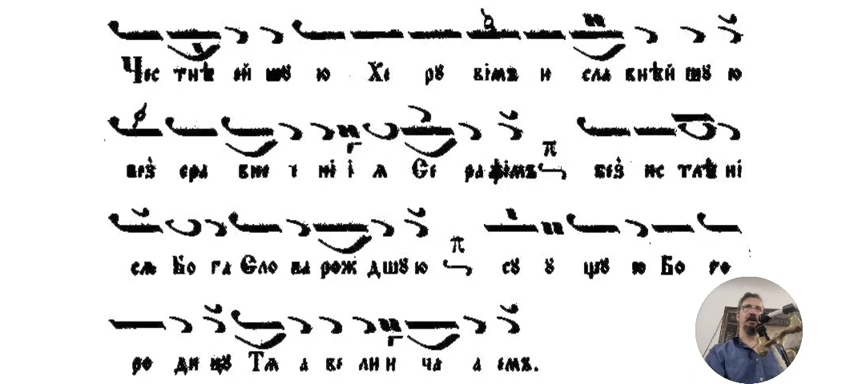 Чес тнѣ ѣй шꙋ ю Хе рꙋ вімъ и сла внѣй шꙋ ю
без̾ сра вне ı ні і ѧ Се ра фімъ без̾ ис тлѣ ні
сѧ Бо га Сло ва рож дшꙋ ю сꙋ ꙋ щꙋ ю Бо го
ро ди цꙋ Тѧ а ве ли и ча а емъ.